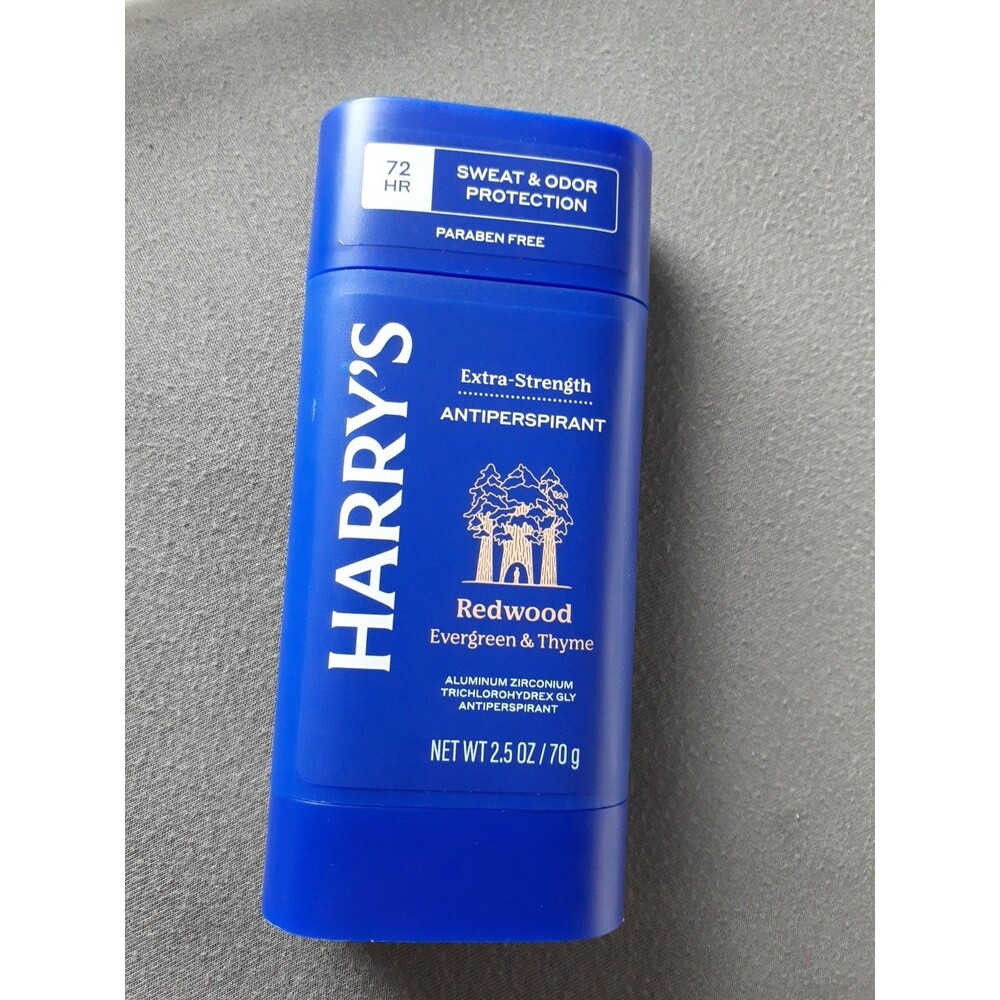 72
HR
SWEAT & ODOR
PROTECTION
PARABEN FREE
HARRY'S
Extra-Strength
ANTIPERSPIRANT
Redwood
Evergreen & Thyme
ALUMINUM ZIRCONIUM
TRICHLOROHYDREX GLY
ANTIPERSPIRANT
NET WT 2.5 OZ / 70 g